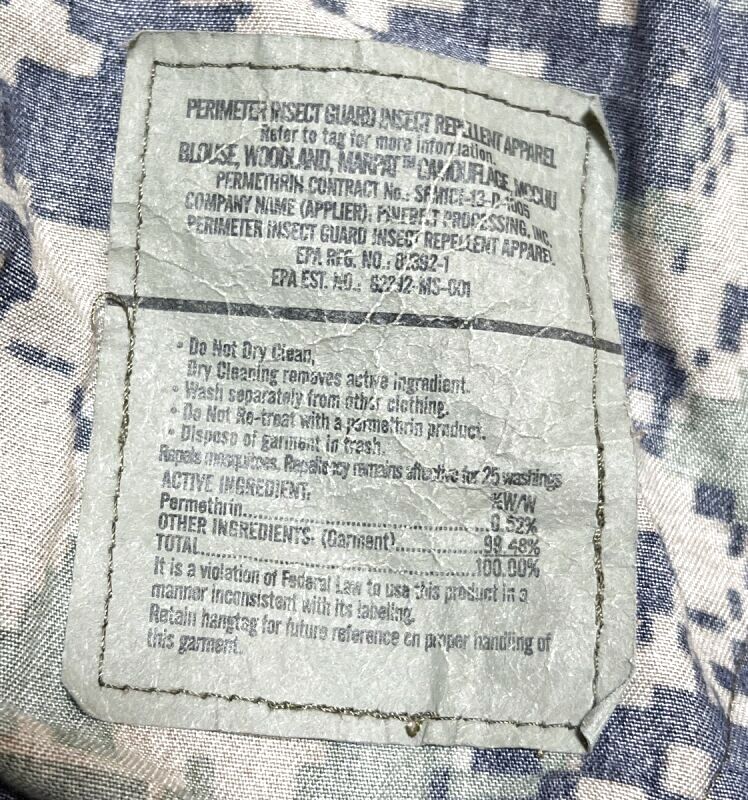 PERIMETER INSECT GUARD INSECT REPELLENT APPAREL
Refer to tag for more information.
BLOUSE, WOODLAND, MARPAT™ CAMOUFLAGE, MCCUU
PERMETHRIN CONTRACT No.:
COMPANY NAME (APPLIER): PINEBELT PROCESSING, INC.
PERIMETER INSECT GUARD INSECT REPELLENT APPAREL
EPA REG. NO.:
EPA EST. NO.: 82242-MS-001
• Do Not Dry Clean,
Dry Cleaning removes active ingredient.
• Wash separately from other clothing.
• Do Not Re-treat with a permethrin product.
• Dispose of garment in trash.
Repels mosquitoes. Repellency remains effective for 25 washings
ACTIVE INGREDIENT: %W/W
Permethrin..............................0.52%
OTHER INGREDIENTS: (Garment)..............99.48%
TOTAL..............................100.00%
It is a violation of Federal Law to use this product in a
manner inconsistent with its labeling.
Retain hangtag for future reference on proper handling of
this garment.